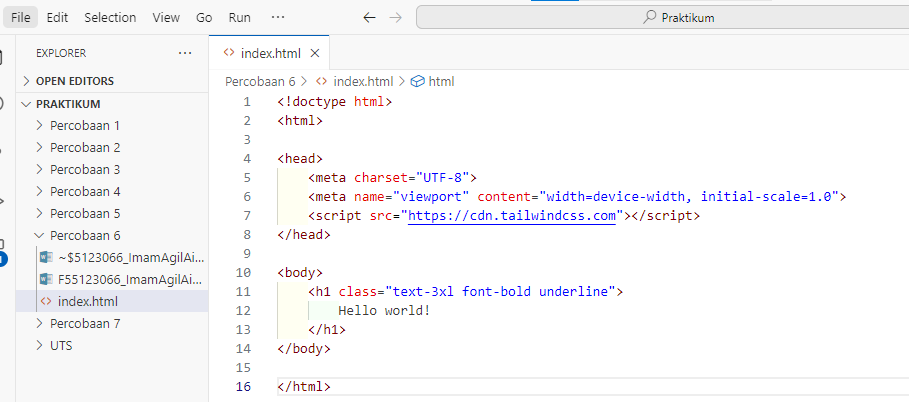 File Edit Selection View Go Run ··· ← → Praktikum
EXPLORER ···
OPEN EDITORS
PRAKTIKUM
Percobaan 1
Percobaan 2
Percobaan 3
Percobaan 4
Percobaan 5
Percobaan 6
~$5123066_ImamAgilAi...
F55123066_ImamAgilAi...
index.html
Percobaan 7
UTS
<> index.html ×
Percobaan 6 > <> index.html > html
1 <!doctype html>
2 <html>
3
4 <head>
5     <meta charset="UTF-8">
6     <meta name="viewport" content="width=device-width, initial-scale=1.0">
7     <script src="https://cdn.tailwindcss.com"></script>
8 </head>
9
10 <body>
11     <h1 class="text-3xl font-bold underline">
12         Hello world!
13     </h1>
14 </body>
15
16 </html>